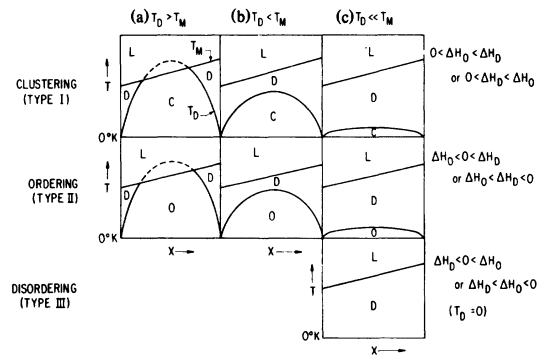 (a) T_D > T_M (b) T_D < T_M (c) T_D << T_M
CLUSTERING
(TYPE I)
T
0°K
L
T_M
D
D
C
T_D
L
D
C
L
D
C
0<ΔH_O<ΔH_D
or 0<ΔH_D<ΔH_O
ORDERING
(TYPE II)
T
0°K
L
D
D
O
X
L
D
O
X
L
D
O
ΔH_D<0<ΔH_O
or ΔH_O<ΔH_D<0
DISORDERING
(TYPE III)
T
0°K
L
D
X
ΔH_D<0<ΔH_O
or ΔH_D<ΔH_O<0
(T_D =0)